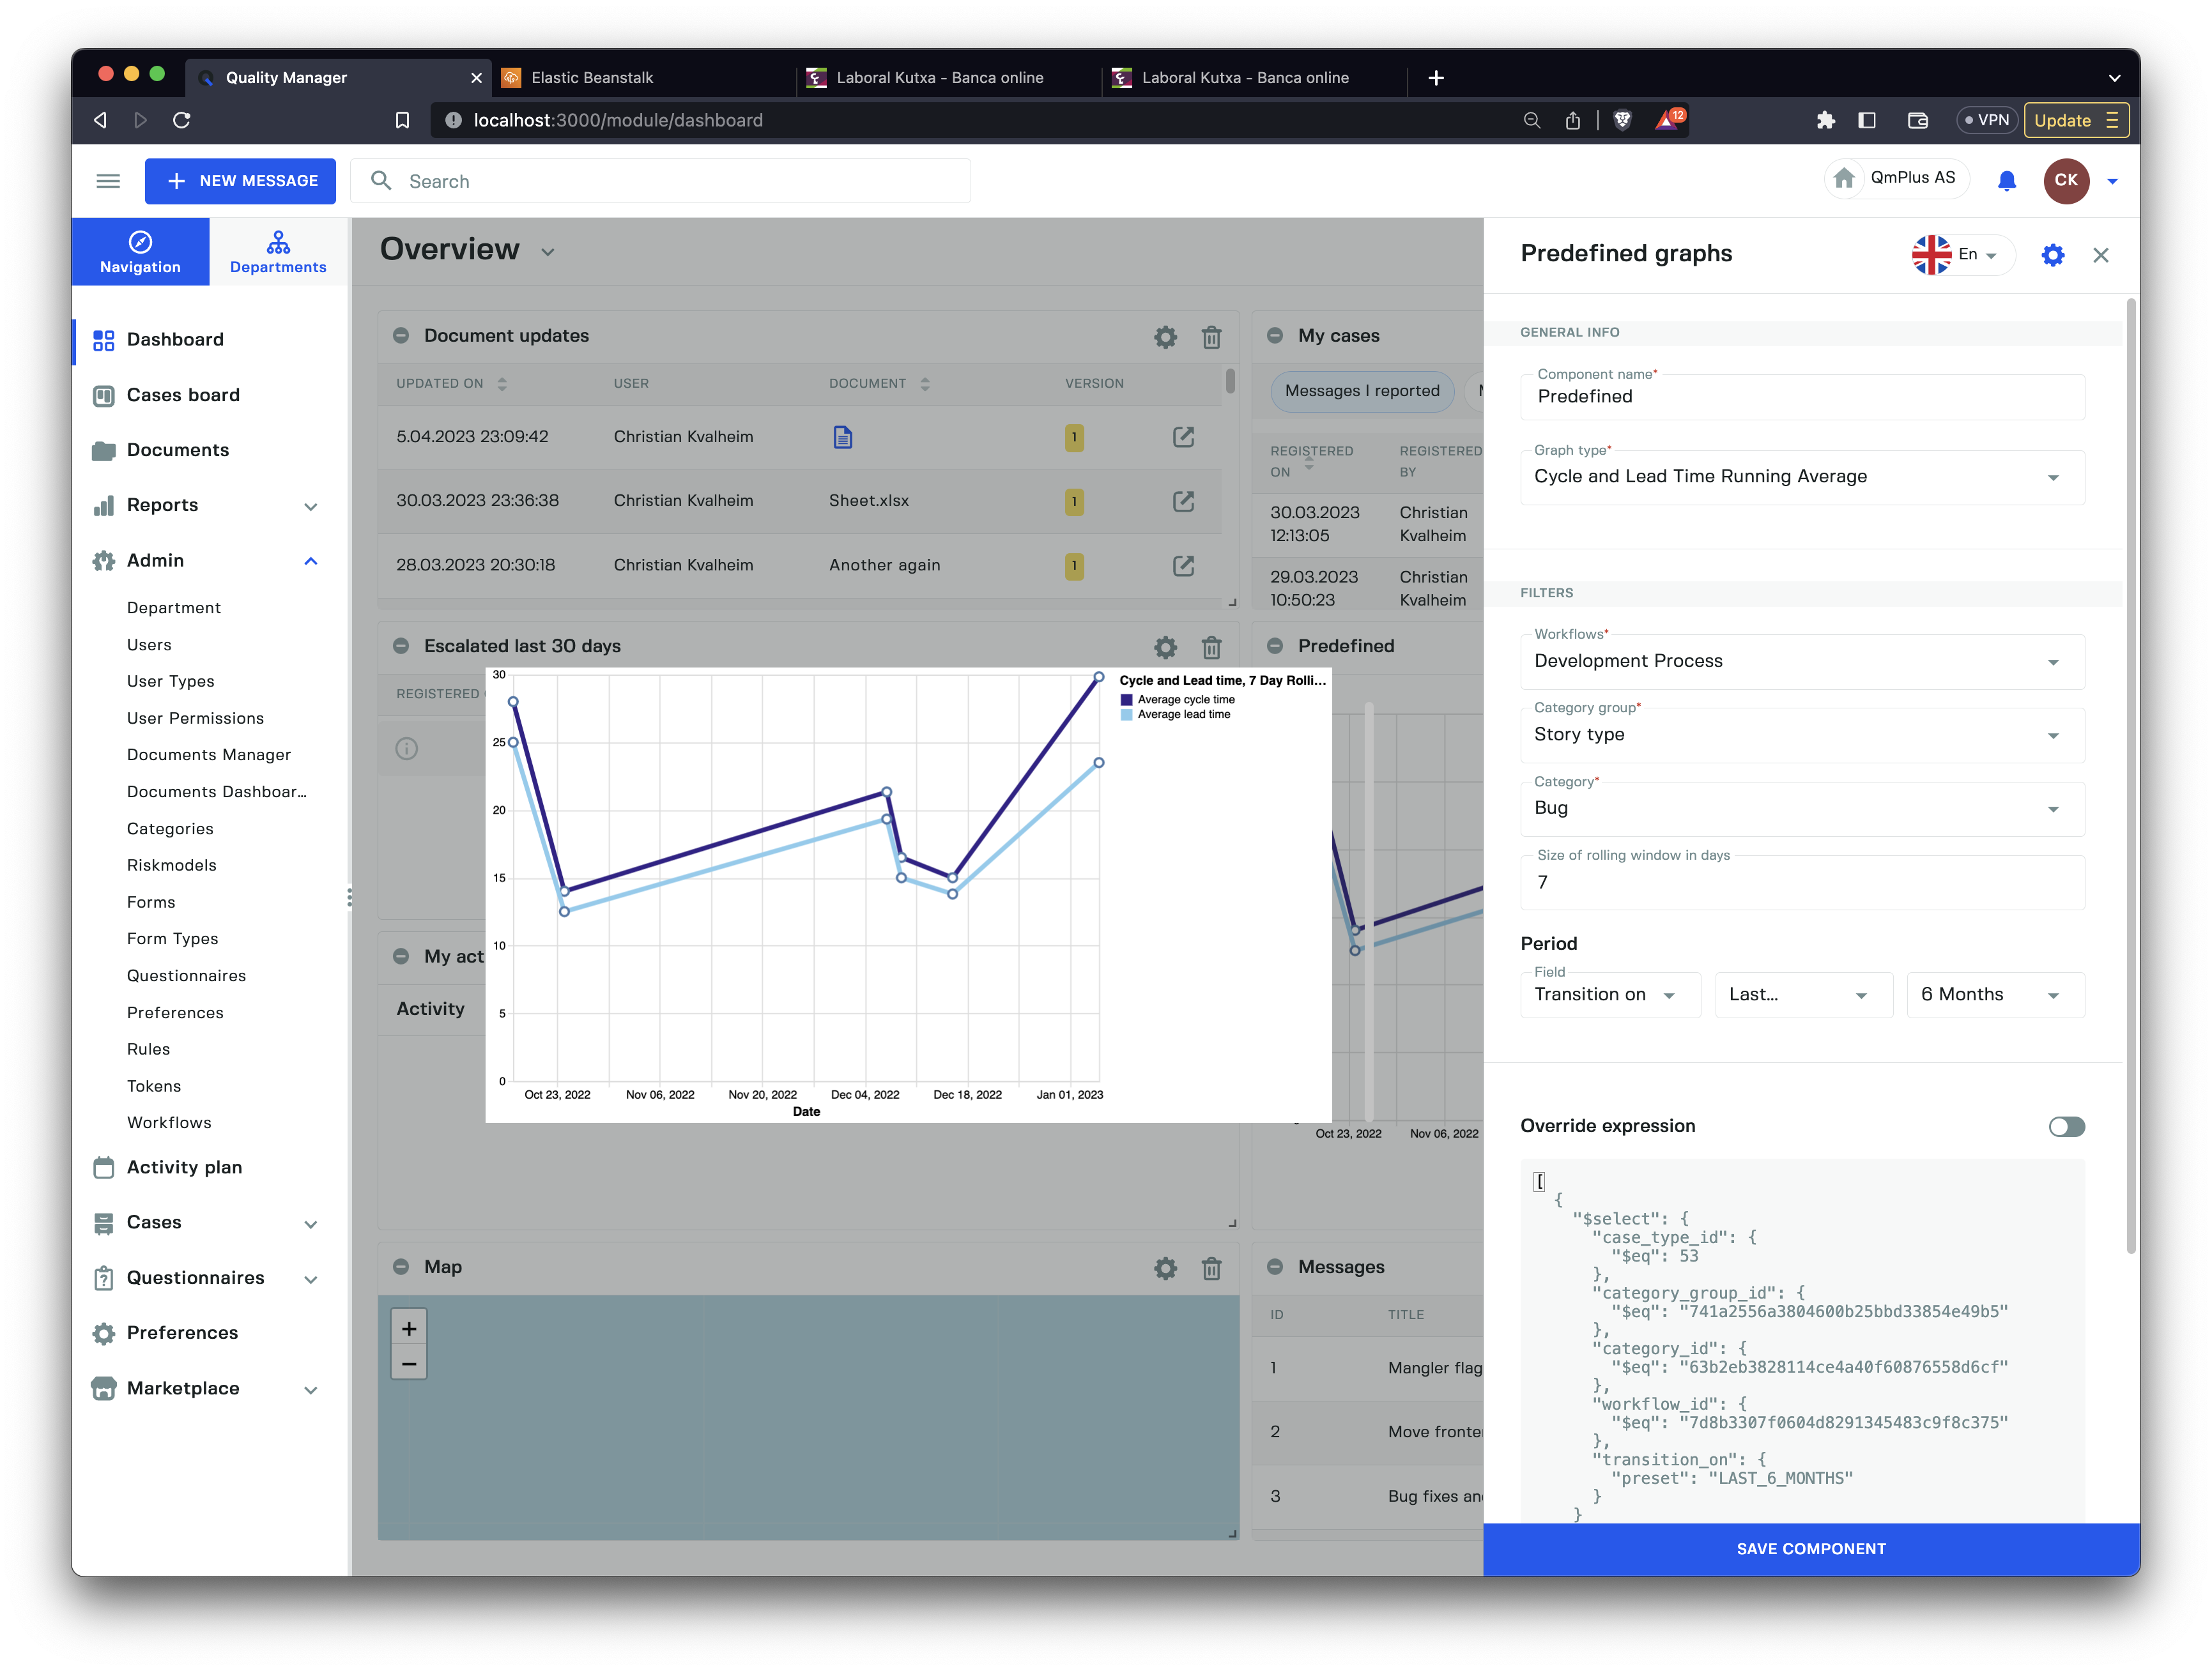 Quality Manager
Elastic Beanstalk
Laboral Kutxa - Banca online
Laboral Kutxa - Banca online
localhost:3000/module/dashboard
12
VPN
Update
NEW MESSAGE
Search
QmPlus AS
CK
Navigation
Departments
Dashboard
Cases board
Documents
Reports
Admin
Department
Users
User Types
User Permissions
Documents Manager
Documents Dashboar...
Categories
Riskmodels
Forms
Form Types
Questionnaires
Preferences
Rules
Tokens
Workflows
Activity plan
Cases
Questionnaires
Preferences
Marketplace
Overview
Document updates
UPDATED ON USER DOCUMENT VERSION
5.04.2023 23:09:42 Christian Kvalheim 1
30.03.2023 23:36:38 Christian Kvalheim Sheet.xlsx 1
28.03.2023 20:30:18 Christian Kvalheim Another again 1
My cases
Messages I reported
REGISTERED ON REGISTERED BY
30.03.2023 12:13:05 Christian Kvalheim
29.03.2023 10:50:23 Christian Kvalheim
Escalated last 30 days
REGISTERED
Predefined
30
25
20
15
10
5
0
Oct 23, 2022 Nov 06, 2022 Nov 20, 2022 Dec 04, 2022 Dec 18, 2022 Jan 01, 2023
Date
Cycle and Lead time, 7 Day Rolli...
Average cycle time
Average lead time
Oct 23, 2022 Nov 06, 2022
My act
Activity
Map
+
−
Messages
ID TITLE
1 Mangler flag
2 Move fronte
3 Bug fixes an
Predefined graphs
En
GENERAL INFO
Component name*
Predefined
Graph type*
Cycle and Lead Time Running Average
FILTERS
Workflows*
Development Process
Category group*
Story type
Category*
Bug
Size of rolling window in days
7
Period
Field
Transition on Last... 6 Months
Override expression
[
{
"$select": {
"case_type_id": {
"$eq": 53
},
"category_group_id": {
"$eq": "741a2556a3804600b25bbd33854e49b5"
},
"category_id": {
"$eq": "63b2eb3828114ce4a40f60876558d6cf"
},
"workflow_id": {
"$eq": "7d8b3307f0604d8291345483c9f8c375"
},
"transition_on": {
"preset": "LAST_6_MONTHS"
}
}
SAVE COMPONENT